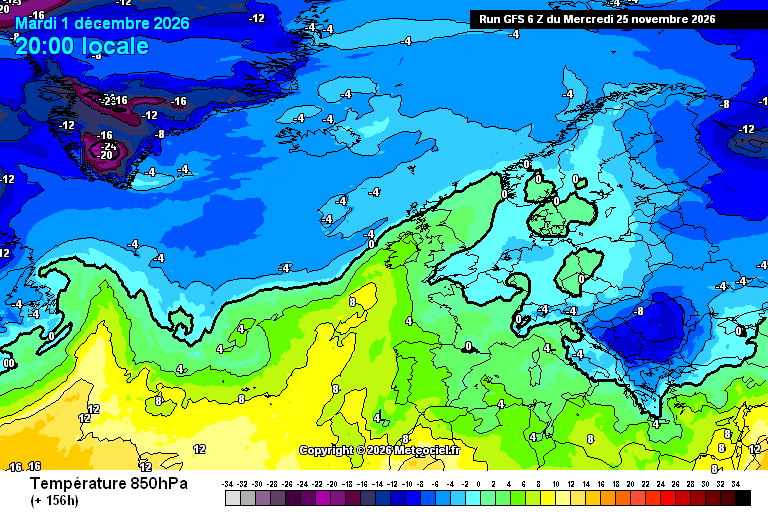 Mardi 1 décembre 2026
20:00 locale
Run GFS 6 Z du Mercredi 25 novembre 2026
Copyright © 2026 Meteociel.fr
Température 850hPa
(+ 156h)
-34 -32 -30 -28 -26 -24 -22 -20 -18 -16 -14 -12 -10 -8 -6 -4 -2 0 2 4 6 8 10 12 14 16 18 20 22 24 26 28 30 32 34